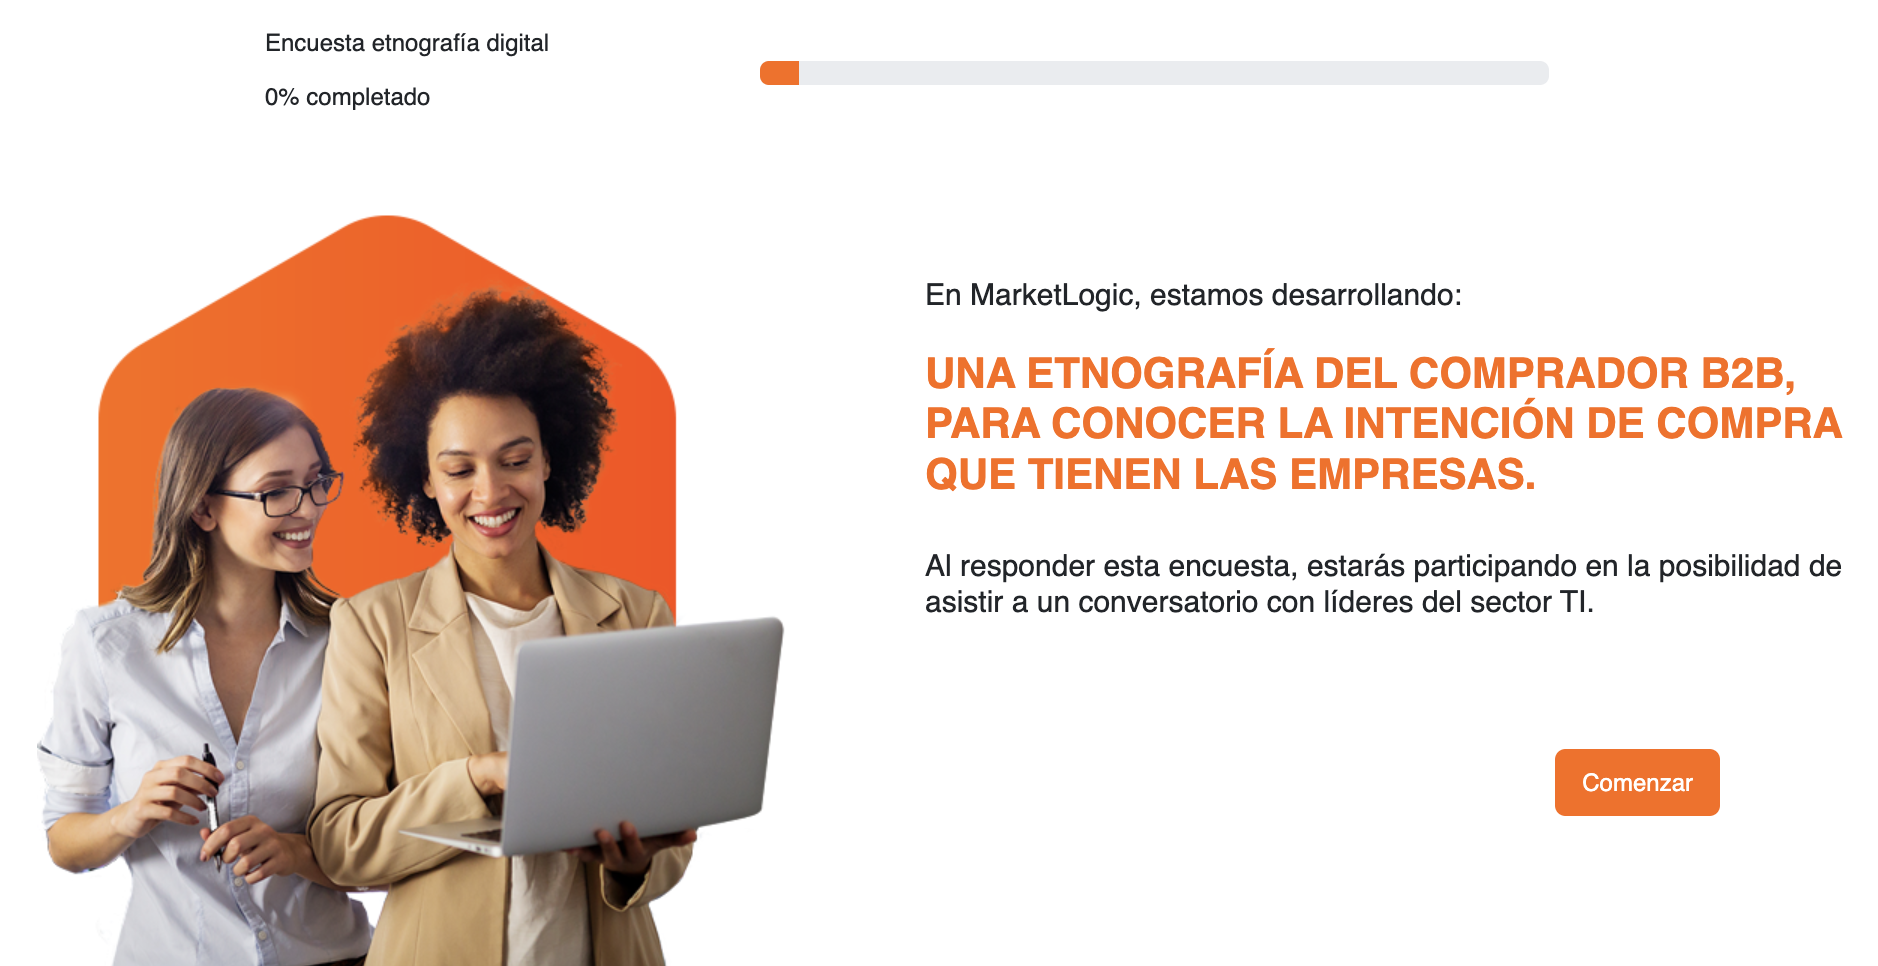 Encuesta etnografía digital
0% completado
En MarketLogic, estamos desarrollando:
UNA ETNOGRAFÍA DEL COMPRADOR B2B,
PARA CONOCER LA INTENCIÓN DE COMPRA
QUE TIENEN LAS EMPRESAS.
Al responder esta encuesta, estarás participando en la posibilidad de
asistir a un conversatorio con líderes del sector TI.
Comenzar